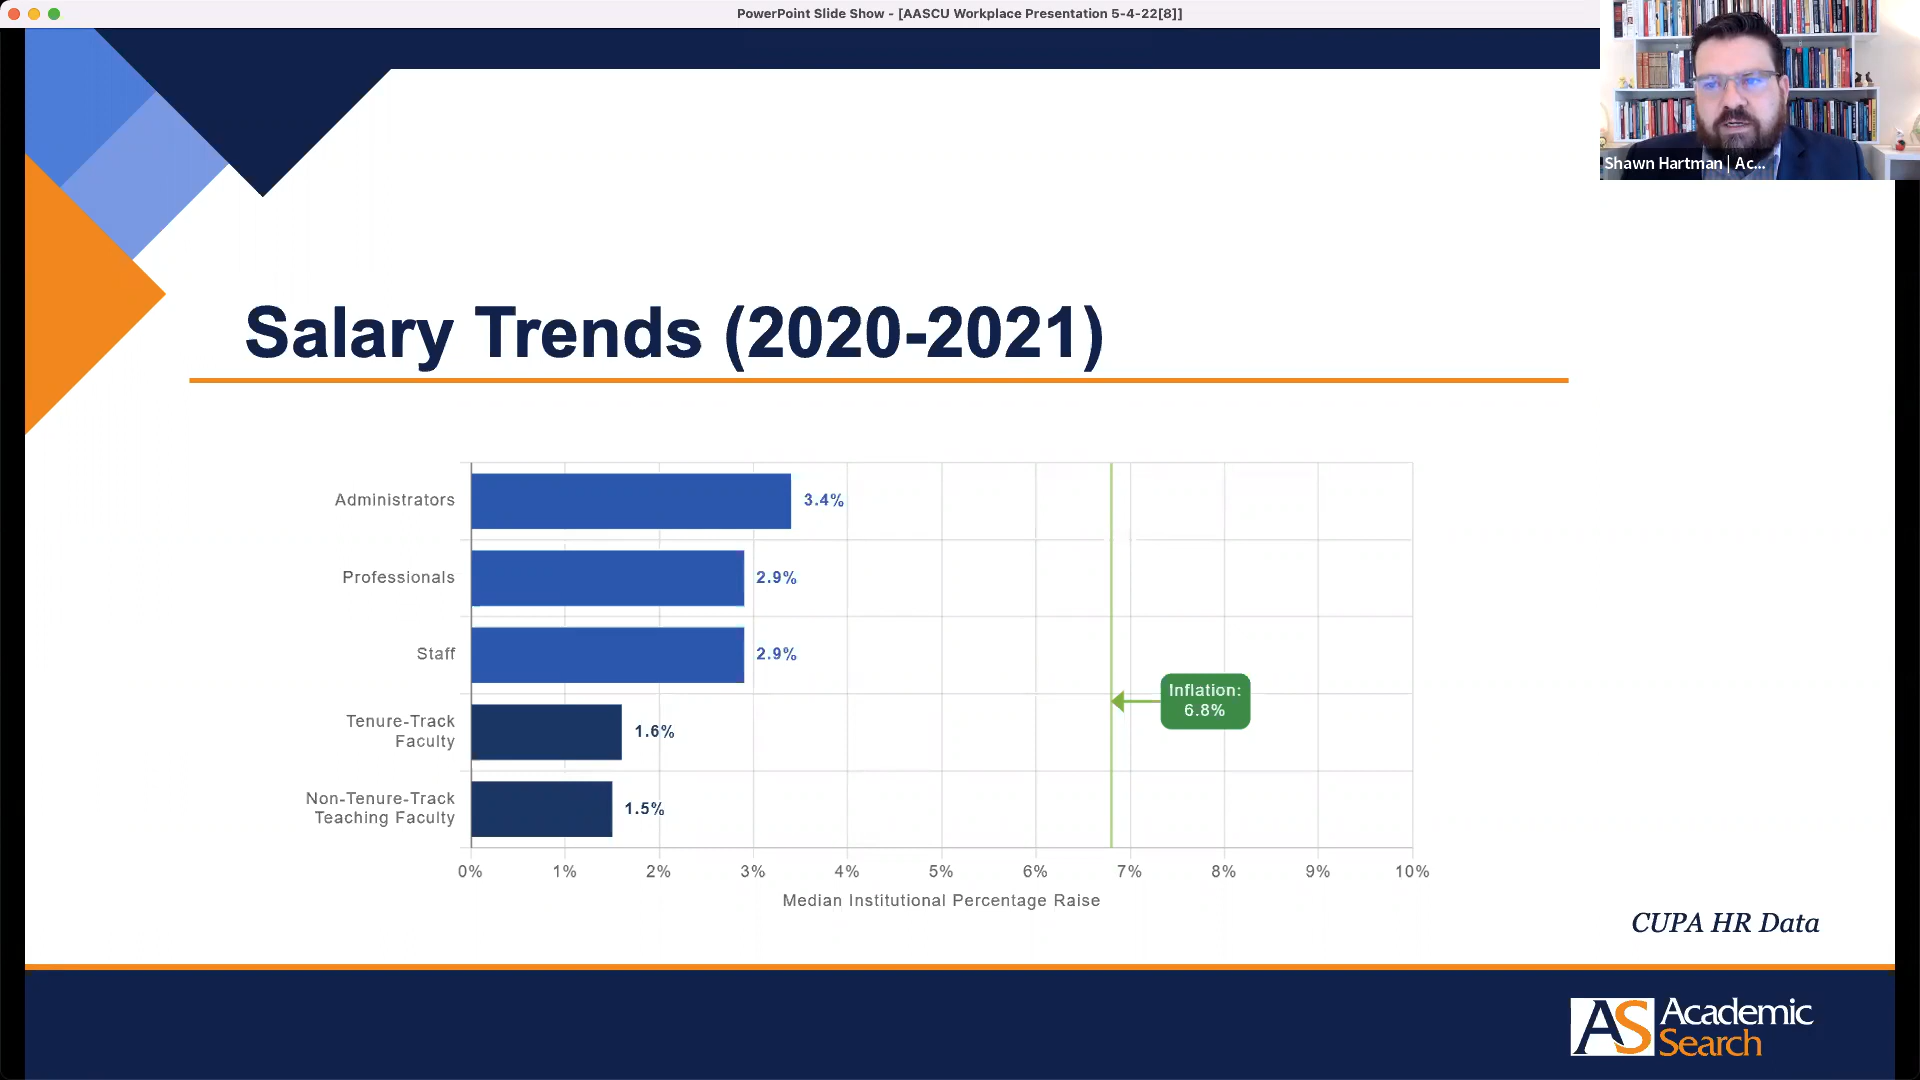 PowerPoint Slide Show - [AASCU Workplace Presentation 5-4-22[8]]
Shawn Hartman | Ac...
Salary Trends (2020-2021)
Administrators
3.4%
Professionals
2.9%
Staff
2.9%
Inflation:
6.8%
Tenure-Track
Faculty
1.6%
Non-Tenure-Track
Teaching Faculty
1.5%
0% 1% 2% 3% 4% 5% 6% 7% 8% 9% 10%
Median Institutional Percentage Raise
CUPA HR Data
AS Academic
Search